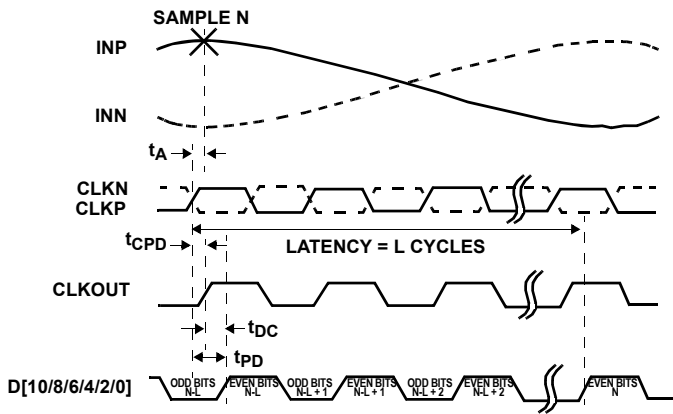 SAMPLE N
INP
INN
tA
CLKN
CLKP
LATENCY = L CYCLES
tCPD
CLKOUT
tDC
tPD
D[10/8/6/4/2/0]
ODD BITS
N-L
EVEN BITS
N-L
ODD BITS
N-L + 1
EVEN BITS
N-L + 1
ODD BITS
N-L + 2
EVEN BITS
N-L + 2
EVEN BITS
N